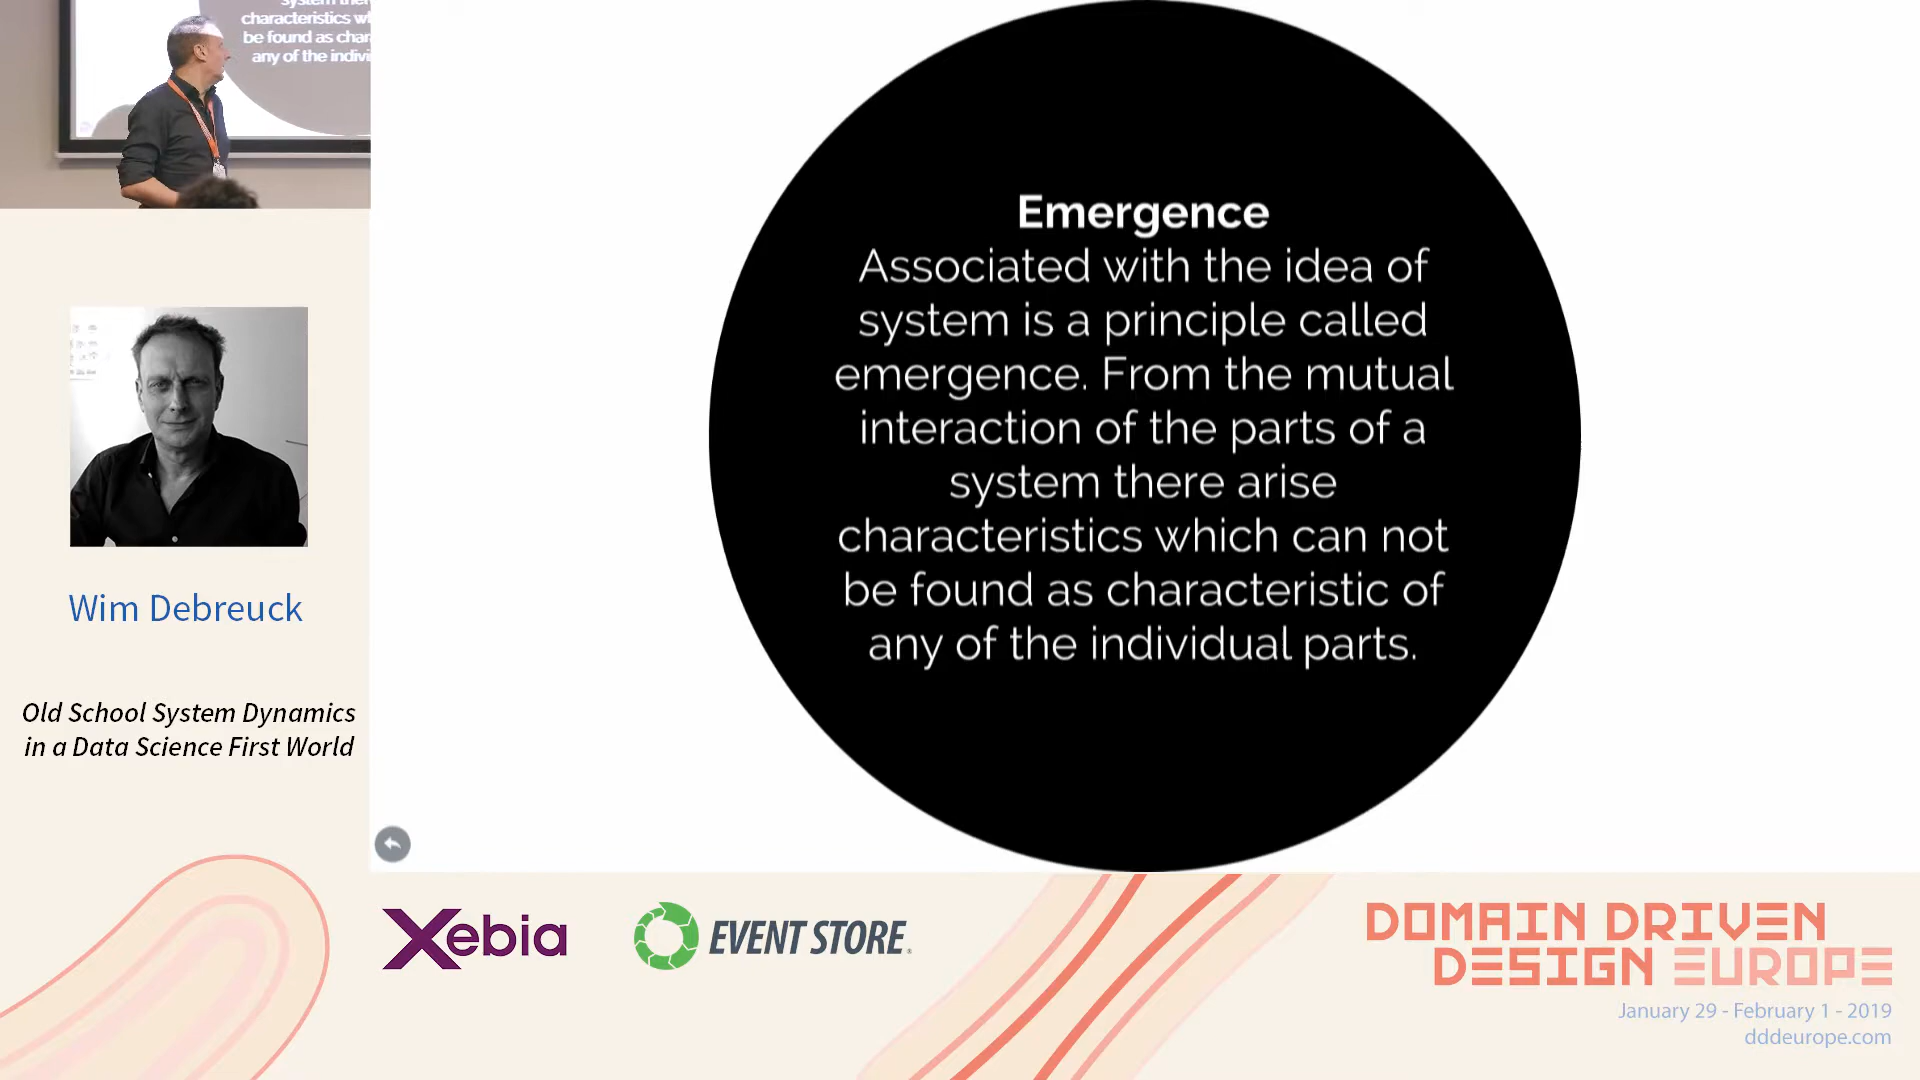 system there
characteristics wh
be found as char
any of the indivi
Emergence
Associated with the idea of
system is a principle called
emergence. From the mutual
interaction of the parts of a
system there arise
characteristics which can not
be found as characteristic of
any of the individual parts.
Wim Debreuck
Old School System Dynamics
in a Data Science First World
Xebia
EVENT STORE
DOMAIN DRIVEN
DESIGN EUROPE
January 29 - February 1 - 2019
dddeurope.com